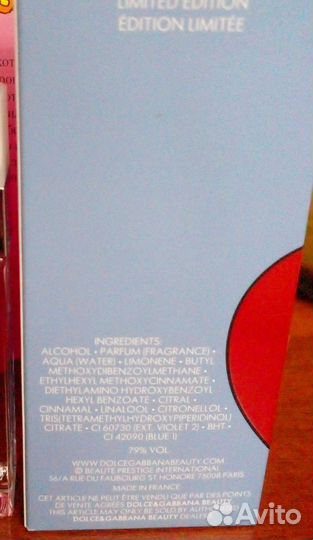 LIMITED EDITION
ÉDITION LIMITÉE
INGREDIENTS:
ALCOHOL • PARFUM (FRAGRANCE) •
AQUA (WATER) • LIMONENE • BUTYL
METHOXYDIBENZOYLMETHANE •
ETHYLHEXYL METHOXYCINNAMATE •
DIETHYLAMINO HYDROXYBENZOYL
HEXYL BENZOATE • CITRAL •
CINNAMAL • LINALOOL • CITRONELLOL •
TRIS(TETRAMETHYLHYDROXYPIPERIDINOL)
CITRATE • CI 60730 (EXT. VIOLET 2) • BHT •
CI 42090 (BLUE 1)
79% VOL
WWW.DOLCEGABBANABEAUTY.COM
© BEAUTE PRESTIGE INTERNATIONAL
56/A RUE DU FAUBOURG ST HONORE 75008 PARIS
MADE IN FRANCE
CET ARTICLE NE PEUT ÊTRE VENDU QUE PAR DES POINTS
DE VENTE AGREES DOLCE&GABBANA BEAUTY
THIS ARTICLE MAY ONLY BE SOLD BY AUTHO
DOLCE&GABBANA BEAUTY DEALE
Avito